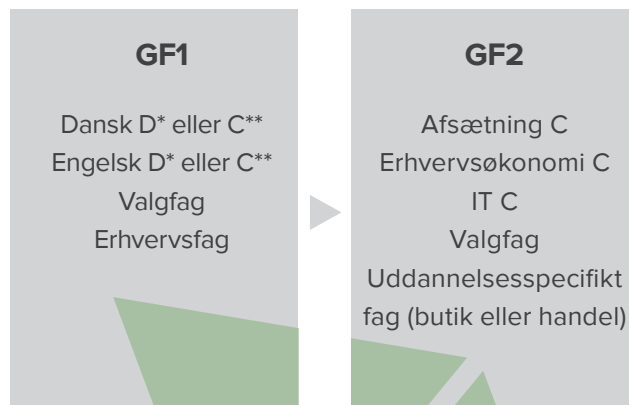 GF1
Dansk D* eller C**
Engelsk D* eller C**
Valgfag
Erhvervsfag
GF2
Afsætning C
Erhvervsøkonomi C
IT C
Valgfag
Uddannelsesspecifikt
fag (butik eller handel)